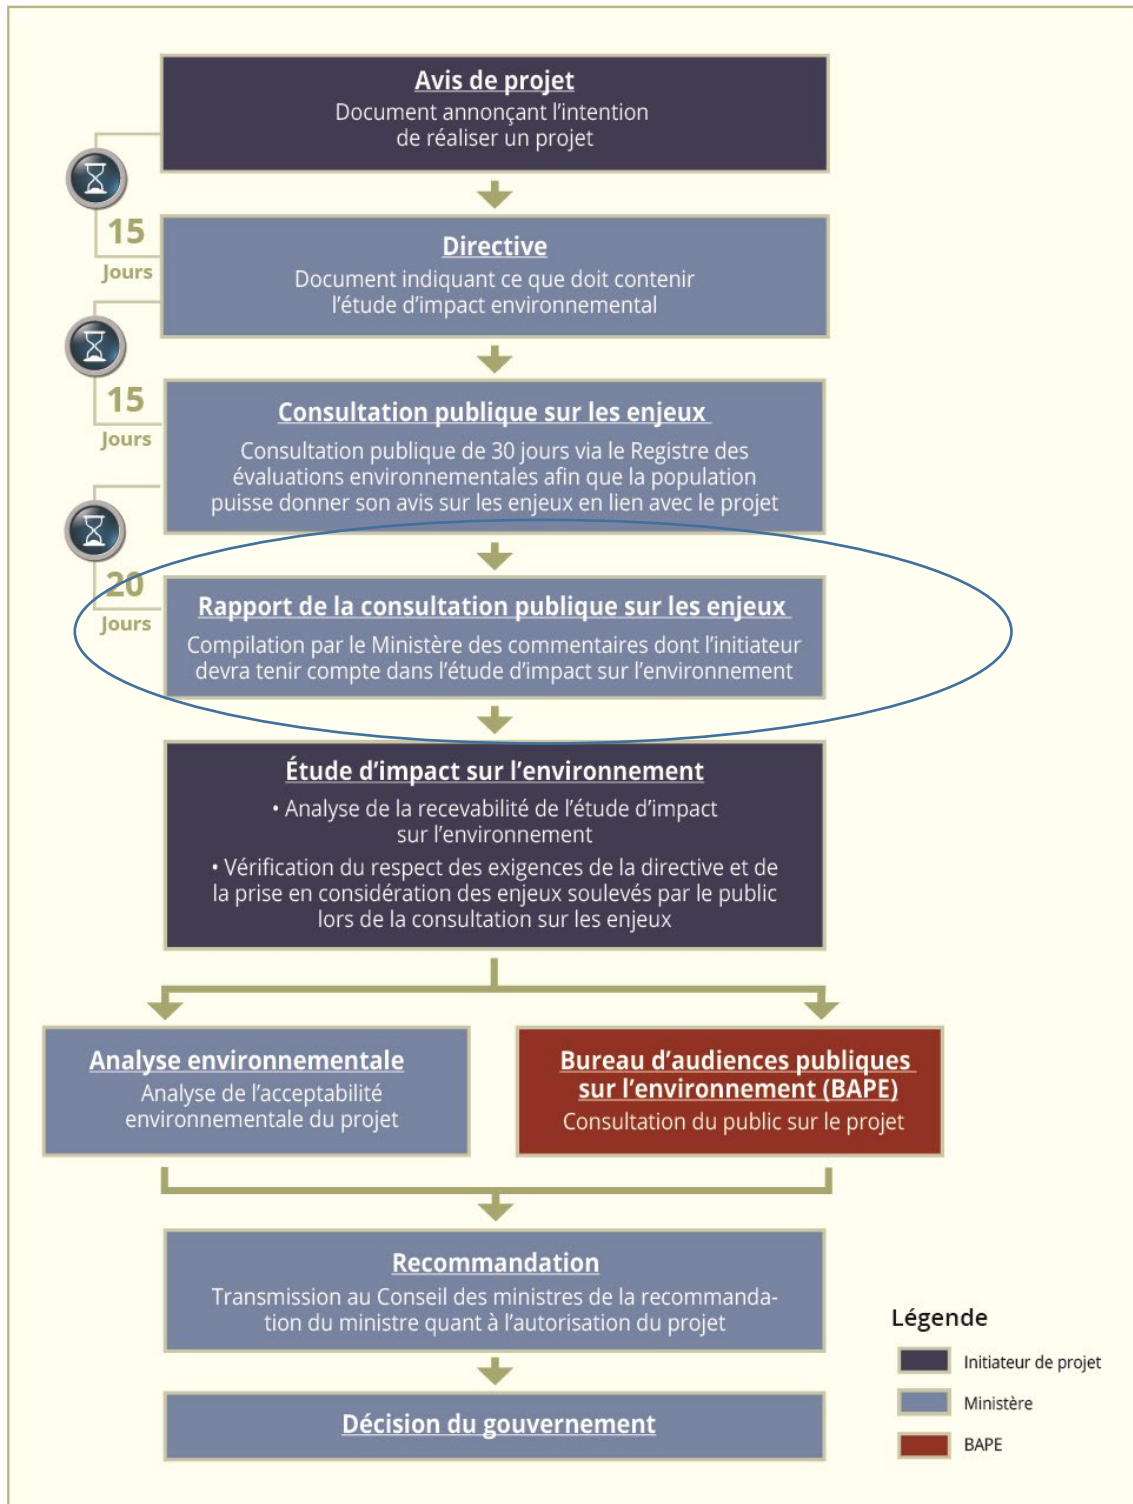 Avis de projet
Document annonçant l’intention
de réaliser un projet
15
Jours
Directive
Document indiquant ce que doit contenir
l’étude d’impact environnemental
15
Jours
Consultation publique sur les enjeux
Consultation publique de 30 jours via le Registre des
évaluations environnementales afin que la population
puisse donner son avis sur les enjeux en lien avec le projet
20
Jours
Rapport de la consultation publique sur les enjeux
Compilation par le Ministère des commentaires dont l’initiateur
devra tenir compte dans l’étude d’impact sur l’environnement
Étude d’impact sur l’environnement
• Analyse de la recevabilité de l’étude d’impact
sur l’environnement
• Vérification du respect des exigences de la directive et de
la prise en considération des enjeux soulevés par le public
lors de la consultation sur les enjeux
Analyse environnementale
Analyse de l’acceptabilité
environnementale du projet
Bureau d’audiences publiques
sur l’environnement (BAPE)
Consultation du public sur le projet
Recommandation
Transmission au Conseil des ministres de la recommanda-
tion du ministre quant à l’autorisation du projet
Décision du gouvernement
Légende
Initiateur de projet
Ministère
BAPE